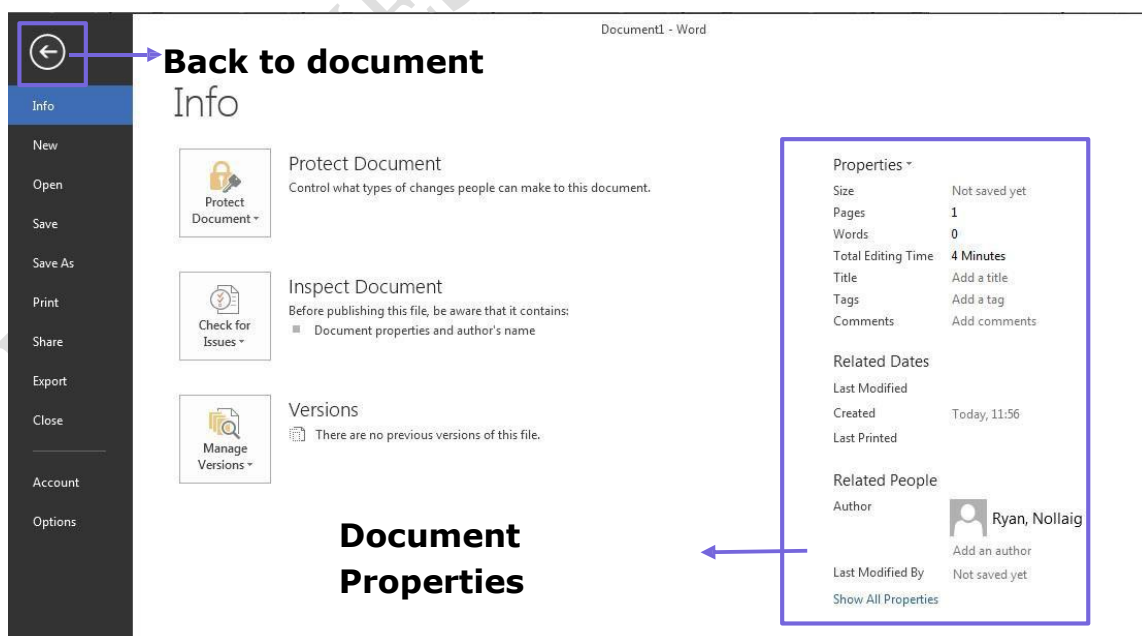 Document1 - Word
Back to document
Info
New
Open
Save
Save As
Print
Share
Export
Close
Account
Options
Info
Protect
Document
Protect Document
Control what types of changes people can make to this document.
Check for
Issues
Inspect Document
Before publishing this file, be aware that it contains:
Document properties and author's name
Manage
Versions
Versions
There are no previous versions of this file.
Document
Properties
Properties
Size Not saved yet
Pages 1
Words 0
Total Editing Time 4 Minutes
Title Add a title
Tags Add a tag
Comments Add comments
Related Dates
Last Modified
Created Today, 11:56
Last Printed
Related People
Author Ryan, Nollaig
Add an author
Last Modified By Not saved yet
Show All Properties